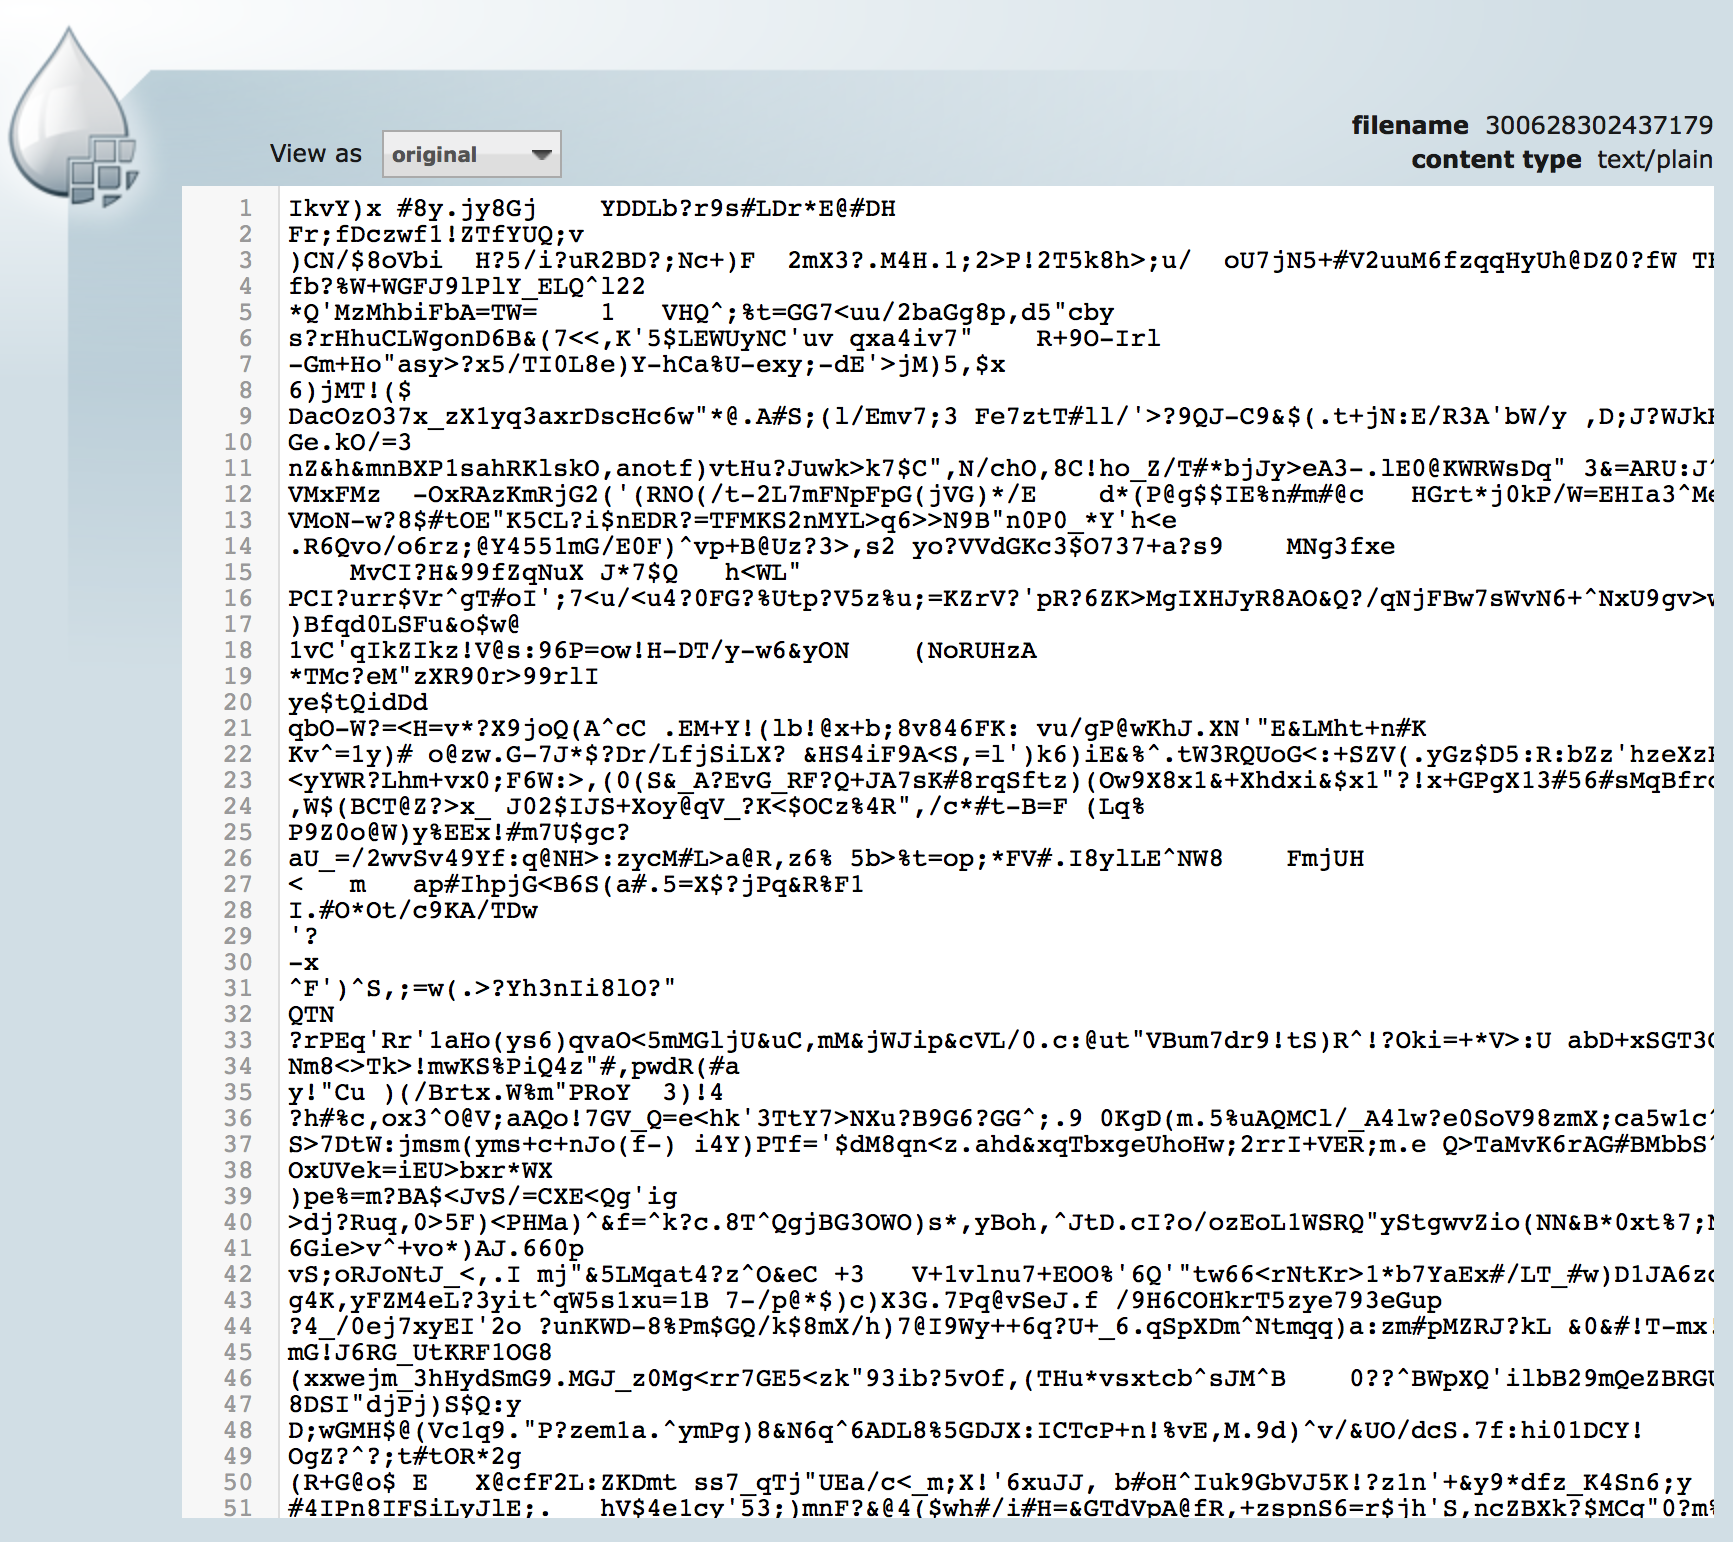 filename 300628302437179
content type text/plain
View as original
1 IkvY)x #8y.jy8Gj    YDDLb?r9s#LDr*E@#DH
2 Fr;fDczwf1!ZTfYUQ;v
3 )CN/$8oVbi  H?5/i?uR2BD?;Nc+)F  2mX3?.M4H.1;2>P!2T5k8h>;u/  oU7jN5+#V2uuM6fzqqHyUh@DZ0?fW
4 fb?%W+WGFJ9lPlY_ELQ^l22
5 *Q'MzMhbiFbA=TW=    1   VHQ^;%t=GG7<uu/2baGg8p,d5"cby
6 s?rHhuCLWgonD6B&(7<<,K'5$LEWUyNC'uv qxa4iv7"    R+9O-Irl
7 -Gm+Ho"asy>?x5/TI0L8e)Y-hCa%U-exy;-dE'>jM)5,$x
8 6)jMT!($
9 DacOzO37x_zX1yq3axrDscHc6w"*@.A#S;(l/Emv7;3 Fe7ztT#ll/'>?9QJ-C9&$(.t+jN:E/R3A'bW/y ,D;J?WJk
10 Ge.kO/=3
11 nZ&h&mnBXP1sahRKlskO,anotf)vtHu?Juwk>k7$C",N/chO,8C!ho_Z/T#*bjJy>eA3-.lE0@KWRWsDq" 3&=ARU:J^
12 VMxFMz  -OxRAzKmRjG2('(RNO(/t-2L7mFNpFpG(jVG)*/E    d*(P@g$$IE%n#m#@c   HGrt*j0kP/W=EHIa3^Me
13 VMoN-w?8$#tOE"K5CL?i$nEDR?=TFMKS2nMYL>q6>>N9B"n0P0_*Y'h<e
14 .R6Qvo/o6rz;@Y4551mG/E0F)^vp+B@Uz?3>,s2 yo?VVdGKc3$O737+a?s9    MNg3fxe
15     MvCI?H&99fZqNuX J*7$Q   h<WL"
16 PCI?urr$Vr^gT#oI';7<u/<u4?0FG?%Utp?V5z%u;=KZrV?'pR?6ZK>MgIXHJyR8AO&Q?/qNjFBw7sWvN6+^NxU9gv>
17 )Bfqd0LSFu&o$w@
18 1vC'qIkZIkz!V@s:96P=ow!H-DT/y-w6&yON    (NoRUHzA
19 *TMc?eM"zXR90r>99rlI
20 ye$tQidDd
21 qbO-W?=<H=v*?X9joQ(A^cC .EM+Y!(lb!@x+b;8v846FK: vu/gP@wKhJ.XN'"E&LMht+n#K
22 Kv^=1y)# o@zw.G-7J*$?Dr/LfjSiLX? &HS4iF9A<S,=l')k6)iE&%^.tW3RQUoG<:+SZV(.yGz$D5:R:bZz'hzeXz
23 <yYWR?Lhm+vx0;F6W:>,(0(S&_A?EvG_RF?Q+JA7sK#8rqSftz)(Ow9X8x1&+Xhdxi&$x1"?!x+GPgX13#56#sMqBfr
24 ,W$(BCT@Z?>x_ J02$IJS+Xoy@qV_?K<$OCz%4R",/c*#t-B=F (Lq%
25 P9Z0o@W)y%EEx!#m7U$gc?
26 aU_=/2wvSv49Yf:q@NH>:zycM#L>a@R,z6% 5b>%t=op;*FV#.I8ylLE^NW8    FmjUH
27 <   m   ap#IhpjG<B6S(a#.5=X$?jPq&R%F1
28 I.#O*Ot/c9KA/TDw
29 '?
30 -x
31 ^F')^S,;=w(.>?Yh3nIi8lO?"
32 QTN
33 ?rPEq'Rr'1aHo(ys6)qvaO<5mMGljU&uC,mM&jWJip&cVL/0.c:@ut"VBum7dr9!tS)R^!?Oki=+*V>:U abD+xSGT3
34 Nm8<>Tk>!mwKS%PiQ4z"#,pwdR(#a
35 y!"Cu )(/Brtx.W%m"PRoY  3)!4
36 ?h#%c,ox3^O@V;aAQo!7GV_Q=e<hk'3TtY7>NXu?B9G6?GG^;.9 0KgD(m.5%uAQMCl/_A4lw?e0SoV98zmX;ca5w1c^
37 S>7DtW:jmsm(yms+c+nJo(f-) i4Y)PTf='$dM8qn<z.ahd&xqTbxgeUhoHw;2rrI+VER;m.e Q>TaMvK6rAG#BMbbS^
38 OxUVek=iEU>bxr*WX
39 )pe%=m?BA$<JvS/=CXE<Qg'ig
40 >dj?Ruq,0>5F)<PHMa)^&f=^k?c.8T^QgjBG3OWO)s*,yBoh,^JtD.cI?o/ozEoL1WSRQ"yStgwvZio(NN&B*0xt%7;
41 6Gie>v^+vo*)AJ.660p
42 vS;oRJoNtJ_<,.I mj"&5LMqat4?z^O&eC +3   V+1vlnu7+EOO%'6Q'"tw66<rNtKr>1*b7YaEx#/LT_#w)D1JA6z
43 g4K,yFZM4eL?3yit^qW5s1xu=1B 7-/p@*$)c)X3G.7Pq@vSeJ.f /9H6COHkrT5zye793eGup
44 ?4_/0ej7xyEI'2o ?unKWD-8%Pm$GQ/k$8mX/h)7@I9Wy++6q?U+_6.qSpXDm^Ntmqq)a:zm#pMZRJ?kL &0&#!T-mx
45 mG!J6RG_UtKRF1OG8
46 (xxwejm_3hHydSmG9.MGJ_z0Mg<rr7GE5<zk"93ib?5vOf,(THu*vsxtcb^sJM^B    0??^BWpXQ'ilbB29mQeZBRG
47 8DSI"djPj)S$Q:y
48 D;wGMH$@(Vc1q9."P?zem1a.^ymPg)8&N6q^6ADL8%5GDJX:ICTcP+n!%vE,M.9d)^v/&UO/dcS.7f:hi01DCY!
49 OgZ?^?;t#tOR*2g
50 (R+G@o$ E   X@cfF2L:ZKDmt ss7_qTj"UEa/c<_m;X!'6xuJJ, b#oH^Iuk9GbVJ5K!?z1n'+&y9*dfz_K4Sn6;y
51 #4IPn8IFSiLyJlE;.   hV$4e1cy'53;)mnF?&@4($wh#/i#H=&GTdVpA@fR,+zspnS6=r$jh'S,ncZBXk?$MCq"0?m